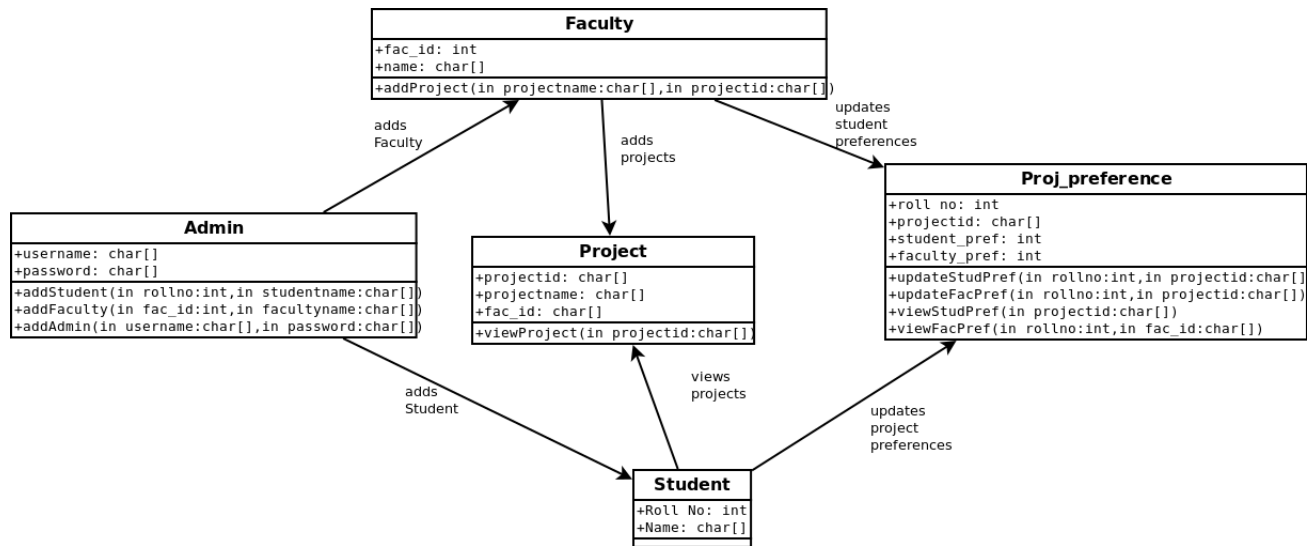 Faculty
+fac_id: int
+name: char[]
+addProject(in projectname:char[],in projectid:char[])
adds
Faculty
adds
projects
updates
student
preferences
Admin
+username: char[]
+password: char[]
+addStudent(in rollno:int,in studentname:char[])
+addFaculty(in fac_id:int,in facultyname:char[])
+addAdmin(in username:char[],in password:char[])
Project
+projectid: char[]
+projectname: char[]
+fac_id: char[]
+viewProject(in projectid:char[])
Proj_preference
+roll no: int
+projectid: char[]
+student_pref: int
+faculty_pref: int
+updateStudPref(in rollno:int,in projectid:char[]
+updateFacPref(in rollno:int,in projectid:char[])
+viewStudPref(in projectid:char[])
+viewFacPref(in rollno:int,in fac_id:char[])
adds
Student
views
projects
updates
project
preferences
Student
+Roll No: int
+Name: char[]